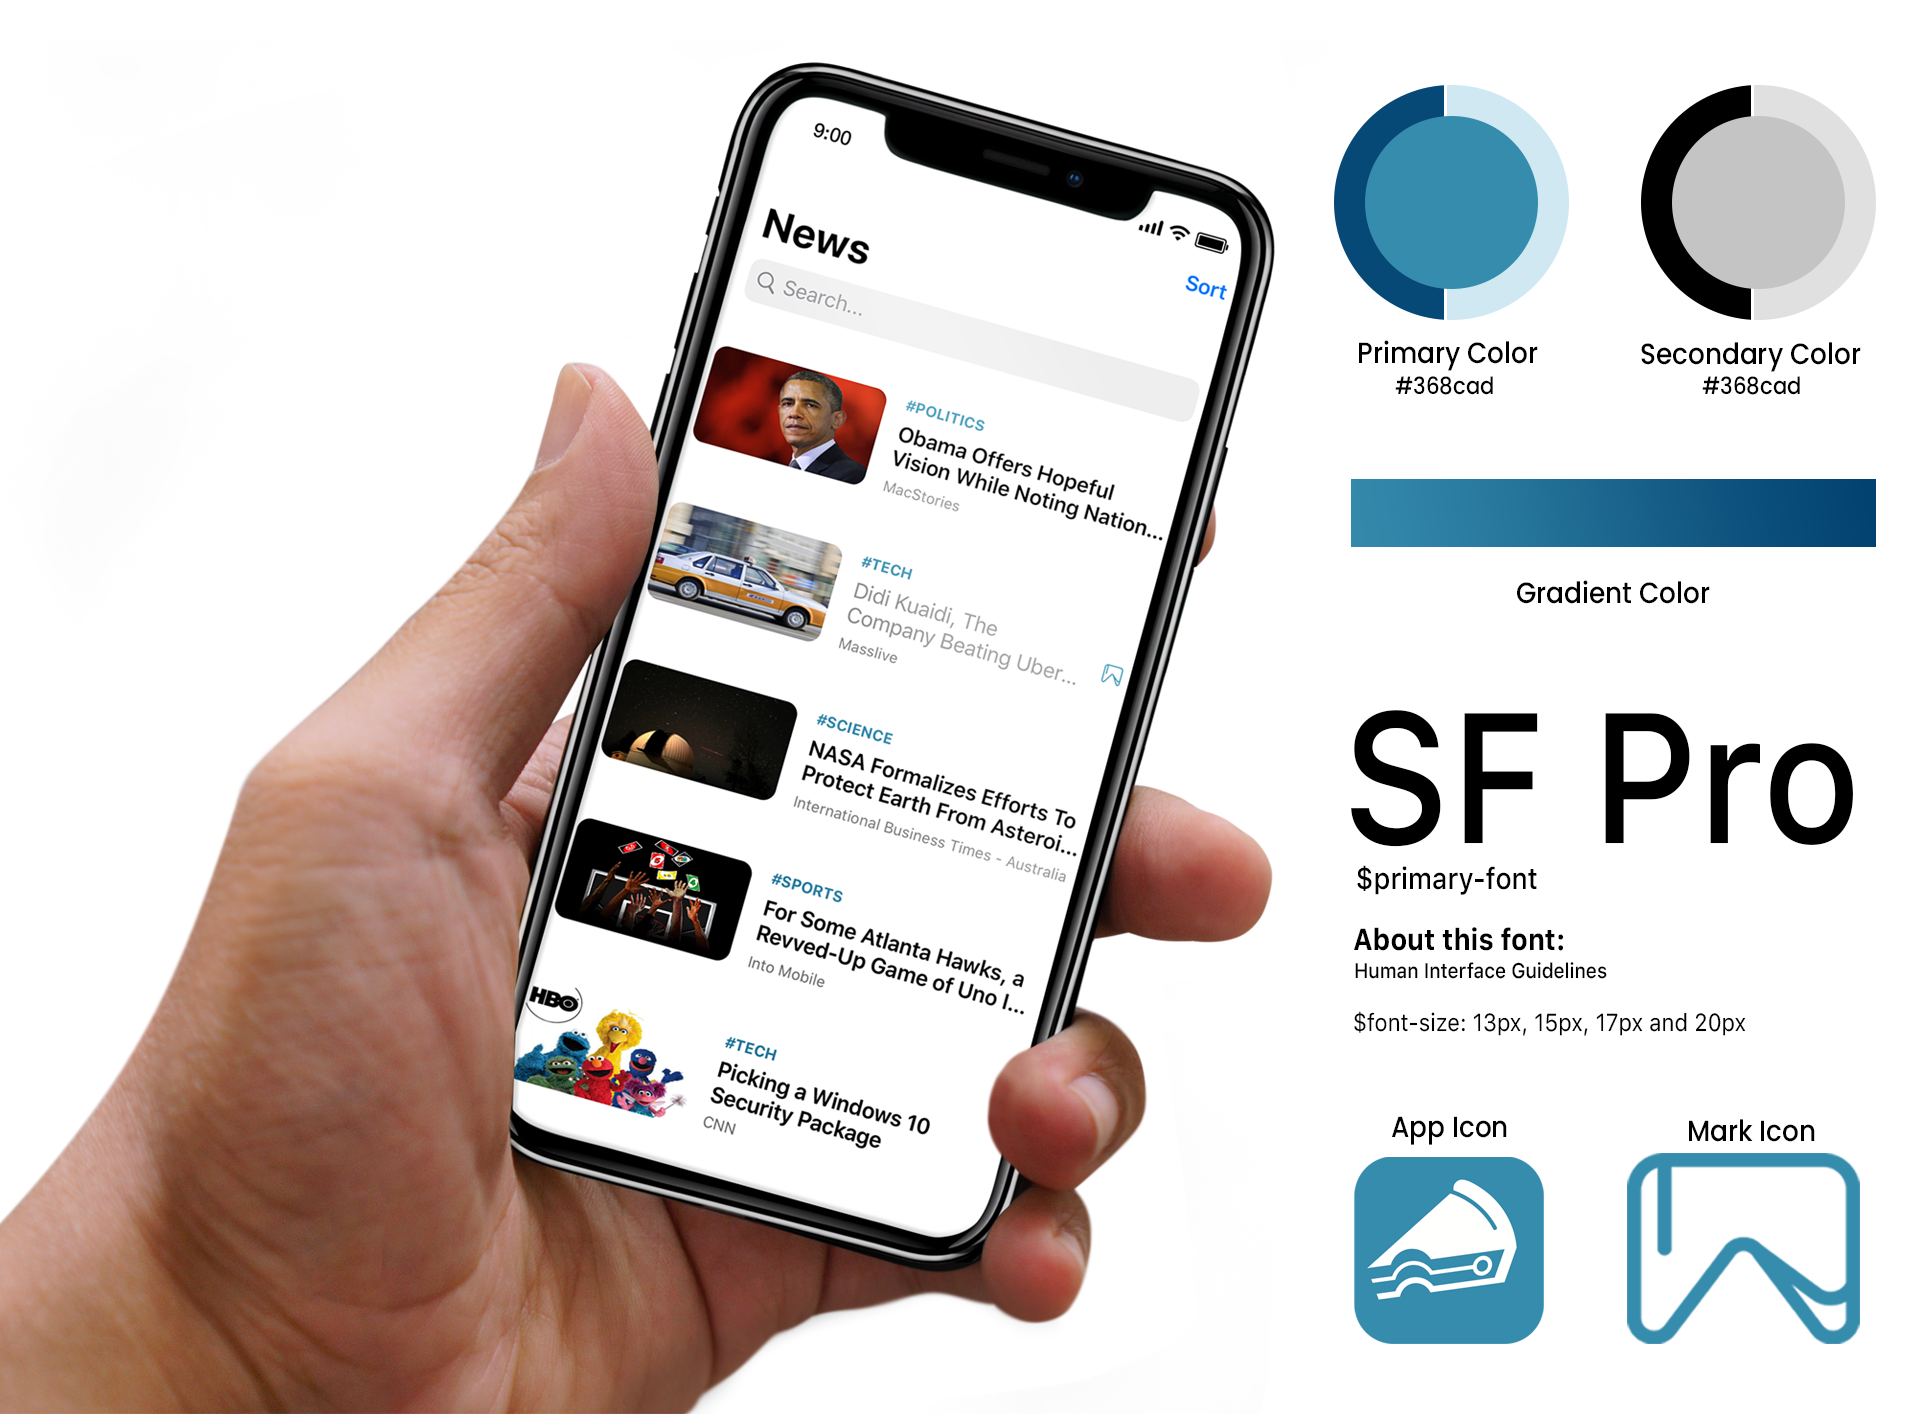 9:00
News
Sort
Search...
#POLITICS
Obama Offers Hopeful
Vision While Noting Nation...
MacStories
#TECH
Didi Kuaidi, The
Company Beating Uber...
Masslive
#SCIENCE
NASA Formalizes Efforts To
Protect Earth From Asteroi...
International Business Times - Australia
#SPORTS
For Some Atlanta Hawks, a
Revved-Up Game of Uno I...
Into Mobile
HBO
#TECH
Picking a Windows 10
Security Package
CNN
Primary Color
#368cad
Secondary Color
#368cad
Gradient Color
SF Pro
$primary-font
About this font:
Human Interface Guidelines
$font-size: 13px, 15px, 17px and 20px
App Icon
Mark Icon